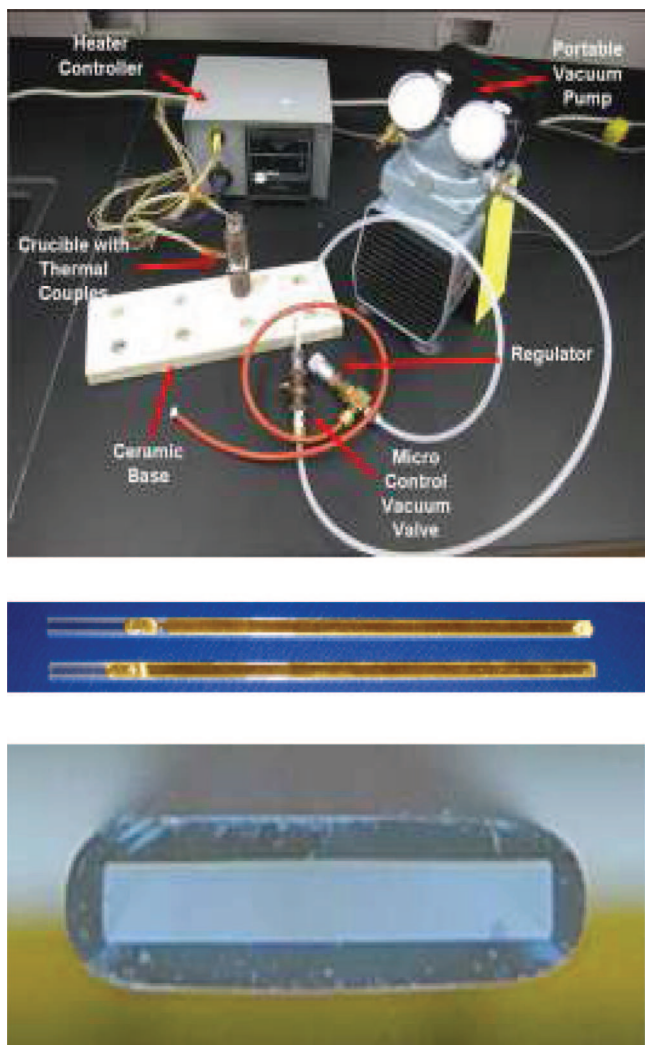 Heater
Controller
Portable
Vacuum
Pump
Crucible with
Thermal
Couples
Regulator
Ceramic
Base
Micro
Control
Vacuum
Valve